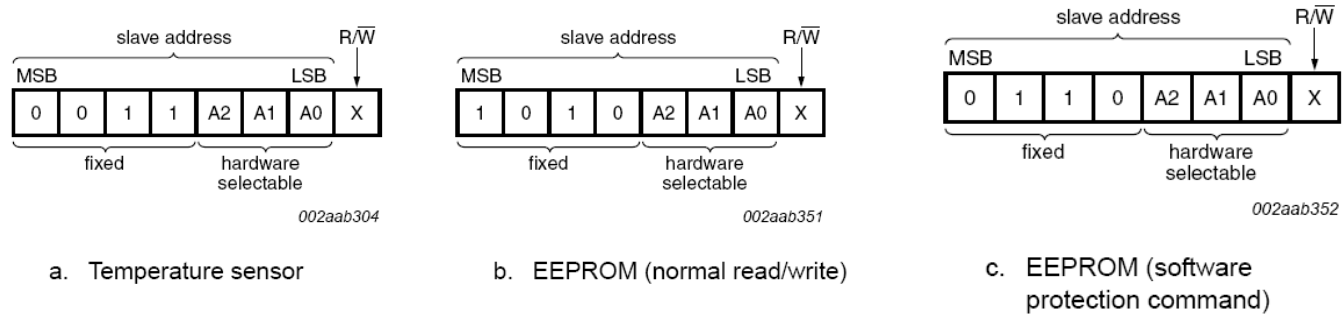 slave address
R/W̅
MSB
LSB
0 0 1 1 A2 A1 A0 X
fixed
hardware
selectable
002aab304
a. Temperature sensor
slave address
R/W̅
MSB
LSB
1 0 1 0 A2 A1 A0 X
fixed
hardware
selectable
002aab351
b. EEPROM (normal read/write)
slave address
R/W̅
MSB
LSB
0 1 1 0 A2 A1 A0 X
fixed
hardware
selectable
002aab352
c. EEPROM (software
protection command)